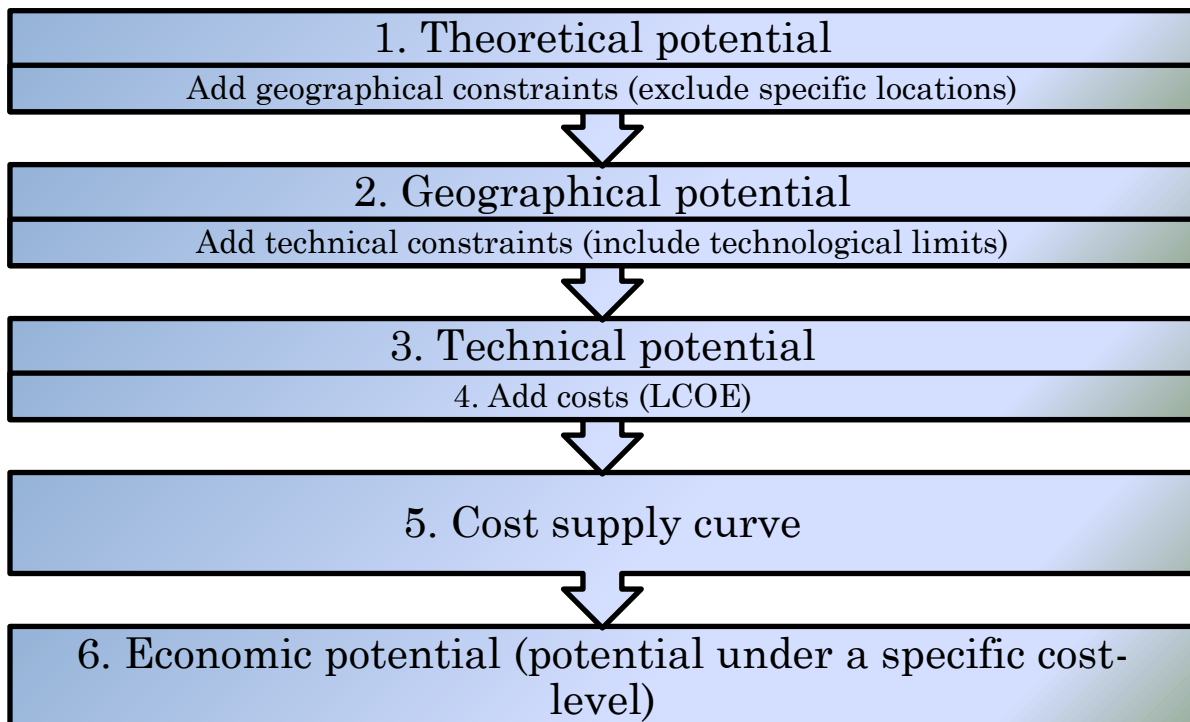 1. Theoretical potential
Add geographical constraints (exclude specific locations)
2. Geographical potential
Add technical constraints (include technological limits)
3. Technical potential
4. Add costs (LCOE)
5. Cost supply curve
6. Economic potential (potential under a specific cost-
level)